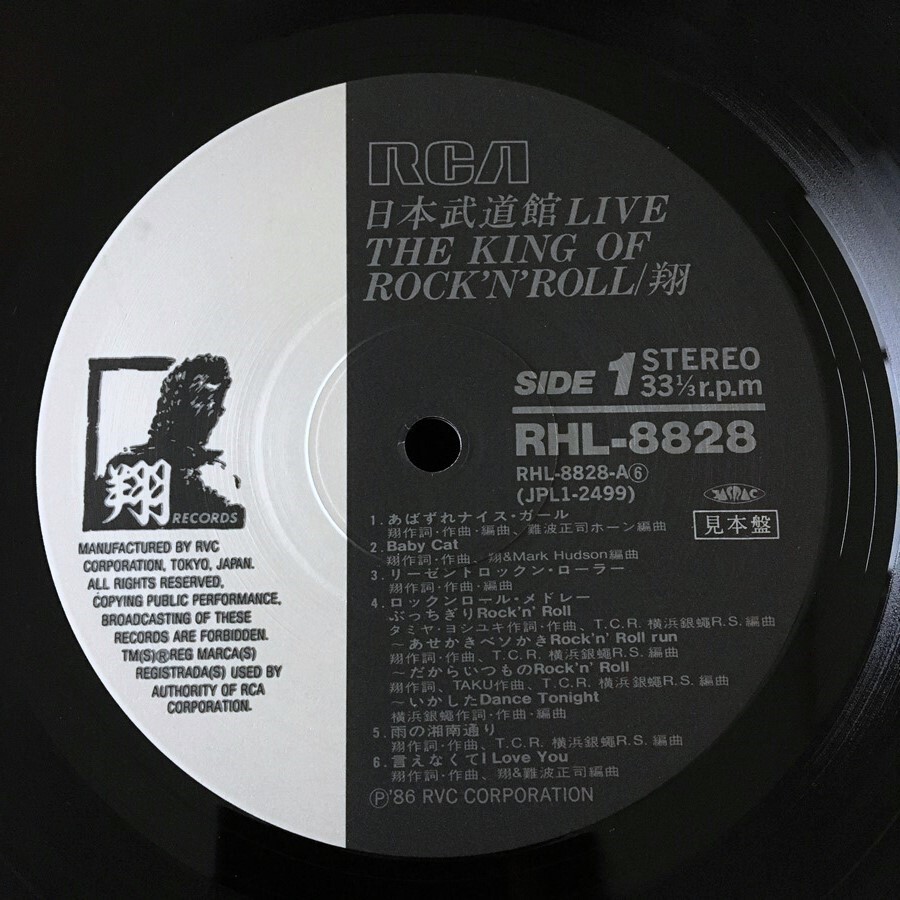 RCA
日本武道館 LIVE
THE KING OF
ROCK'N'ROLL/翔
SIDE 1 STEREO
33⅓r.p.m
RHL-8828
RHL-8828-A⑥
(JPL1-2499)
JASRAC
見本盤
1. あばずれナイス・ガール
翔作詞・作曲・編曲、難波正司ホーン編曲
2. Baby Cat
翔作詞・作曲、翔&Mark Hudson編曲
3. リーゼントロックン・ローラー
翔作詞・作曲・編曲
4. ロックンロール・メドレー
ぶっちぎりRock'n' Roll
タミヤ・ヨシユキ作詞・作曲、T.C.R. 横浜銀蠅R.S. 編曲
～あせかきベソかきRock'n' Roll run
翔作詞・作曲、T.C.R. 横浜銀蠅R.S. 編曲
～だからいつものRock'n' Roll
翔作詞、TAKU作曲、T.C.R. 横浜銀蠅R.S. 編曲
～いかしたDance Tonight
横浜銀蠅作詞・作曲・編曲
5. 雨の湘南通り
翔作詞・作曲、T.C.R. 横浜銀蠅R.S. 編曲
6. 言えなくてI Love You
翔作詞・作曲、翔&難波正司編曲
Ⓟ'86 RVC CORPORATION
翔 RECORDS
MANUFACTURED BY RVC
CORPORATION, TOKYO, JAPAN.
ALL RIGHTS RESERVED,
COPYING PUBLIC PERFORMANCE,
BROADCASTING OF THESE
RECORDS ARE FORBIDDEN.
TM(S)®REG MARCA(S)
REGISTRADA(S) USED BY
AUTHORITY OF RCA
CORPORATION.